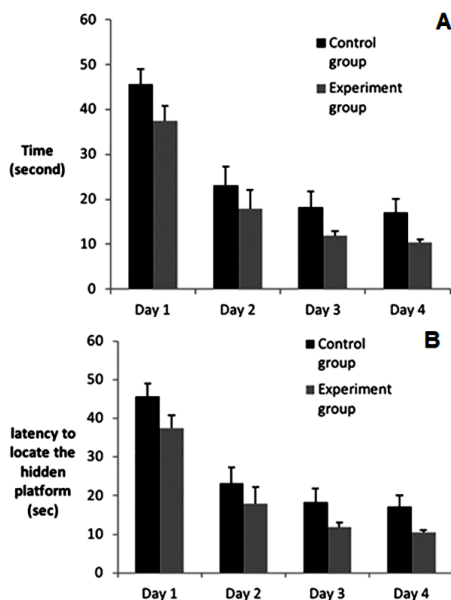 A
60
50
40
30
20
10
0
Time
(second)
Control
group
Experiment
group
Day 1 Day 2 Day 3 Day 4
B
60
50
40
30
20
10
0
latency to
locate the
hidden
platform
(sec)
Control
group
Experiment
group
Day 1 Day 2 Day 3 Day 4